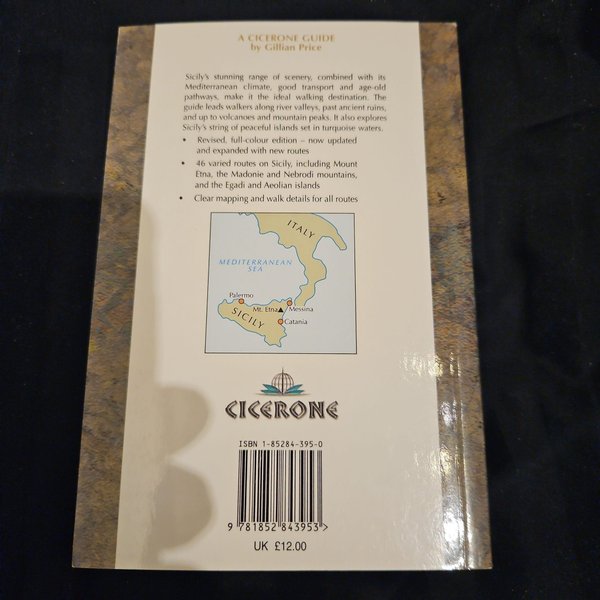 A CICERONE GUIDE
by Gillian Price
Sicily's stunning range of scenery, combined with its
Mediterranean climate, good transport and age-old
pathways, make it the ideal walking destination. The
guide leads walkers along river valleys, past ancient ruins,
and up to volcanoes and mountain peaks. It also explores
Sicily's string of peaceful islands set in turquoise waters.
• Revised, full-colour edition – now updated
and expanded with new routes
• 46 varied routes on Sicily, including Mount
Etna, the Madonie and Nebrodi mountains,
and the Egadi and Aeolian islands
• Clear mapping and walk details for all routes
ITALY
MEDITERRANEAN
SEA
Palermo
Mt. Etna
Messina
SICILY
Catania
CICERONE
ISBN 1-85284-395-0
9 781852 843953>
UK £12.00